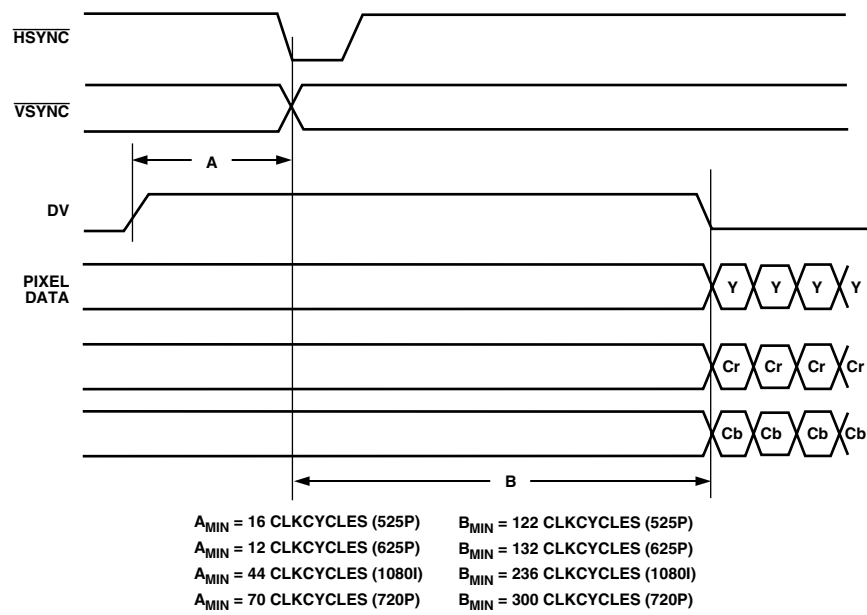 HSYNC
VSYNC
A
DV
PIXEL
DATA
Y Y Y Y
Cr Cr Cr Cr
Cb Cb Cb Cb
B
AMIN = 16 CLKCYCLES (525P) BMIN = 122 CLKCYCLES (525P)
AMIN = 12 CLKCYCLES (625P) BMIN = 132 CLKCYCLES (625P)
AMIN = 44 CLKCYCLES (1080I) BMIN = 236 CLKCYCLES (1080I)
AMIN = 70 CLKCYCLES (720P) BMIN = 300 CLKCYCLES (720P)